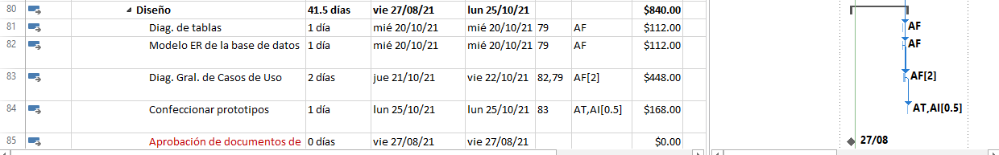 80 Diseño 41.5 días vie 27/08/21 lun 25/10/21 $840.00
81 Diag. de tablas 1 día mié 20/10/21 mié 20/10/21 79 AF $112.00 AF
82 Modelo ER de la base de datos 1 día mié 20/10/21 mié 20/10/21 79 AF $112.00 AF
83 Diag. Gral. de Casos de Uso 2 días jue 21/10/21 vie 22/10/21 82,79 AF[2] $448.00 AF[2]
84 Confeccionar prototipos 1 día lun 25/10/21 lun 25/10/21 83 AT,AI[0.5] $168.00 AT,AI[0.5]
85 Aprobación de documentos de 0 días vie 27/08/21 vie 27/08/21 $0.00 27/08